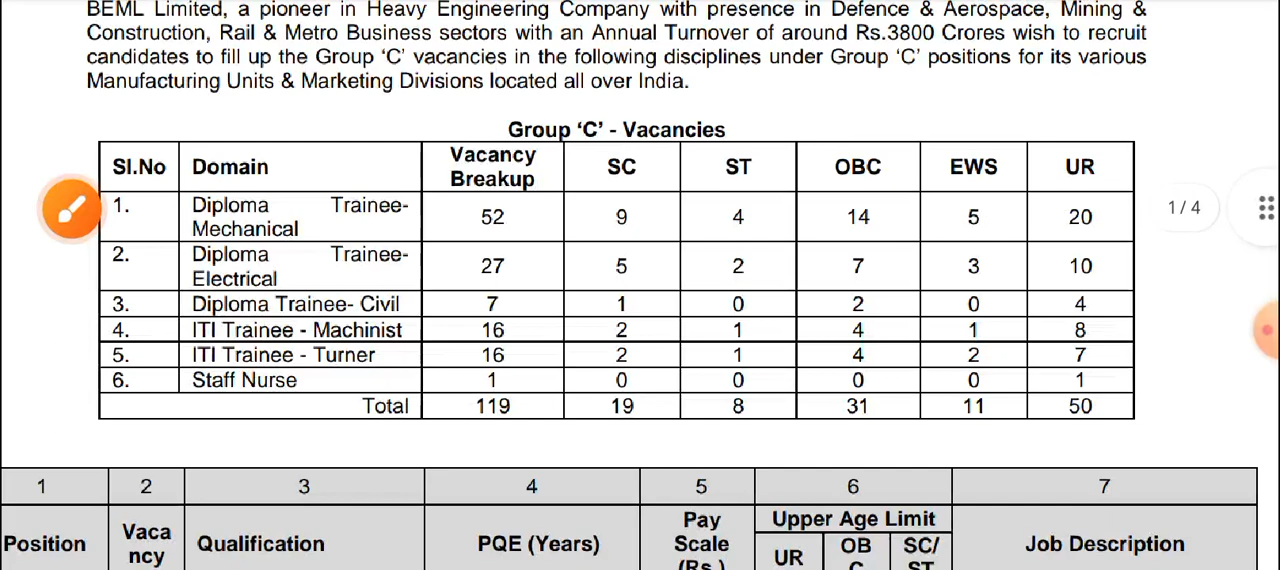 BEML Limited, a pioneer in Heavy Engineering Company with presence in Defence & Aerospace, Mining &
Construction, Rail & Metro Business sectors with an Annual Turnover of around Rs.3800 Crores wish to recruit
candidates to fill up the Group ‘C’ vacancies in the following disciplines under Group ‘C’ positions for its various
Manufacturing Units & Marketing Divisions located all over India.
Group ‘C’ - Vacancies
Sl.No Domain Vacancy Breakup SC ST OBC EWS UR
1. Diploma Trainee- Mechanical 52 9 4 14 5 20
2. Diploma Trainee- Electrical 27 5 2 7 3 10
3. Diploma Trainee- Civil 7 1 0 2 0 4
4. ITI Trainee - Machinist 16 2 1 4 1 8
5. ITI Trainee - Turner 16 2 1 4 2 7
6. Staff Nurse 1 0 0 0 0 1
Total 119 19 8 31 11 50
1 / 4
1 2 3 4 5 6 7
Position Vaca ncy Qualification PQE (Years) Pay Scale (Rs.) Upper Age Limit Job Description
UR OB C SC/ ST